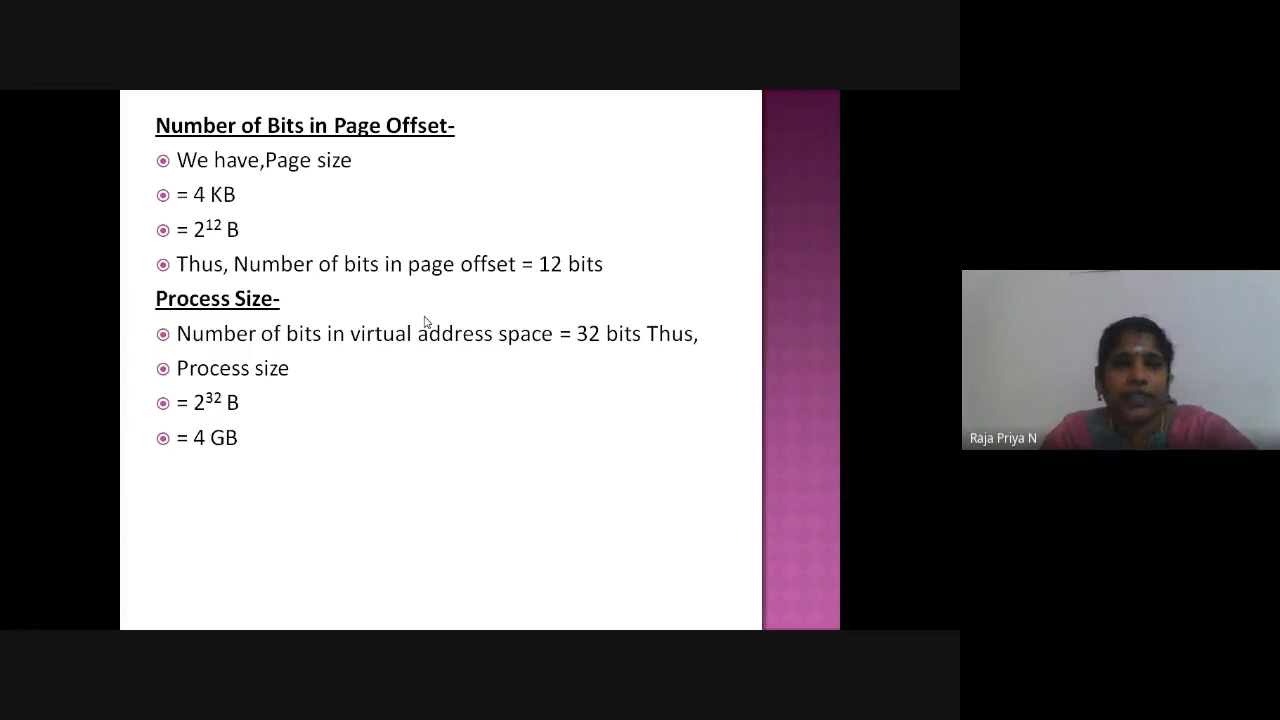 Number of Bits in Page Offset-
We have,Page size
= 4 KB
= 2¹² B
Thus, Number of bits in page offset = 12 bits
Process Size-
Number of bits in virtual address space = 32 bits Thus,
Process size
= 2³² B
= 4 GB
Raja Priya N